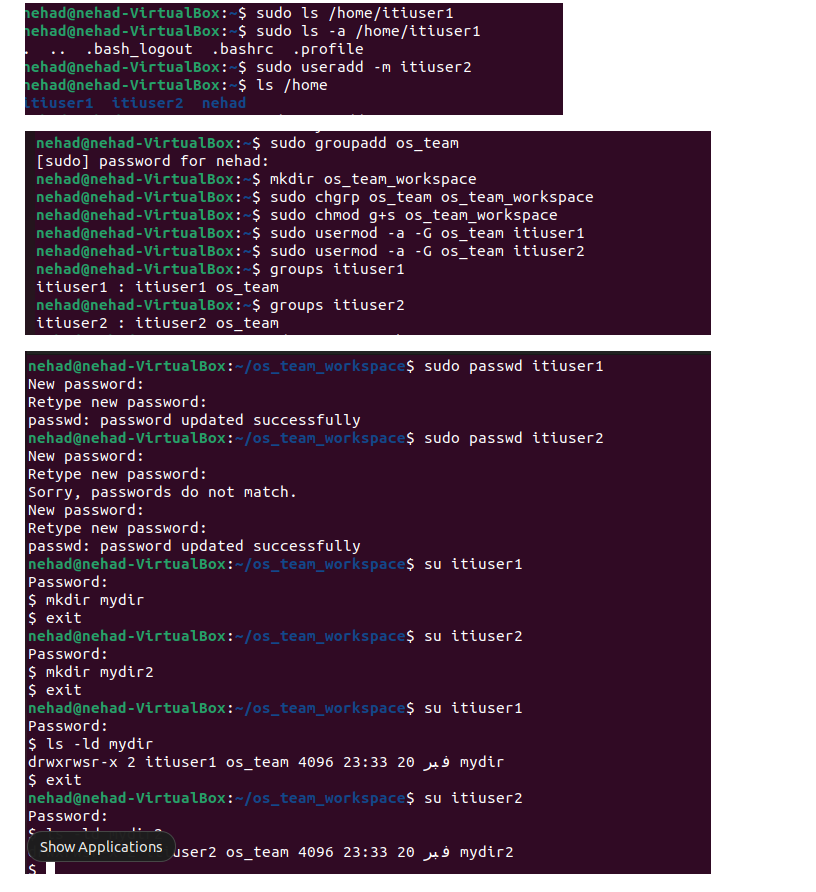 nehad@nehad-VirtualBox:~$ sudo ls /home/itiuser1
nehad@nehad-VirtualBox:~$ sudo ls -a /home/itiuser1
. .. .bash_logout .bashrc .profile
nehad@nehad-VirtualBox:~$ sudo useradd -m itiuser2
nehad@nehad-VirtualBox:~$ ls /home
itiuser1 itiuser2 nehad
nehad@nehad-VirtualBox:~$ sudo groupadd os_team
[sudo] password for nehad:
nehad@nehad-VirtualBox:~$ mkdir os_team_workspace
nehad@nehad-VirtualBox:~$ sudo chgrp os_team os_team_workspace
nehad@nehad-VirtualBox:~$ sudo chmod g+s os_team_workspace
nehad@nehad-VirtualBox:~$ sudo usermod -a -G os_team itiuser1
nehad@nehad-VirtualBox:~$ sudo usermod -a -G os_team itiuser2
nehad@nehad-VirtualBox:~$ groups itiuser1
itiuser1 : itiuser1 os_team
nehad@nehad-VirtualBox:~$ groups itiuser2
itiuser2 : itiuser2 os_team
nehad@nehad-VirtualBox:~/os_team_workspace$ sudo passwd itiuser1
New password:
Retype new password:
passwd: password updated successfully
nehad@nehad-VirtualBox:~/os_team_workspace$ sudo passwd itiuser2
New password:
Retype new password:
Sorry, passwords do not match.
New password:
Retype new password:
passwd: password updated successfully
nehad@nehad-VirtualBox:~/os_team_workspace$ su itiuser1
Password:
$ mkdir mydir
$ exit
nehad@nehad-VirtualBox:~/os_team_workspace$ su itiuser2
Password:
$ mkdir mydir2
$ exit
nehad@nehad-VirtualBox:~/os_team_workspace$ su itiuser1
Password:
$ ls -ld mydir
drwxrwsr-x 2 itiuser1 os_team 4096 23:33 20 فبر mydir
$ exit
nehad@nehad-VirtualBox:~/os_team_workspace$ su itiuser2
Password:
$
Show Applications
user2 os_team 4096 23:33 20 فبر mydir2
$